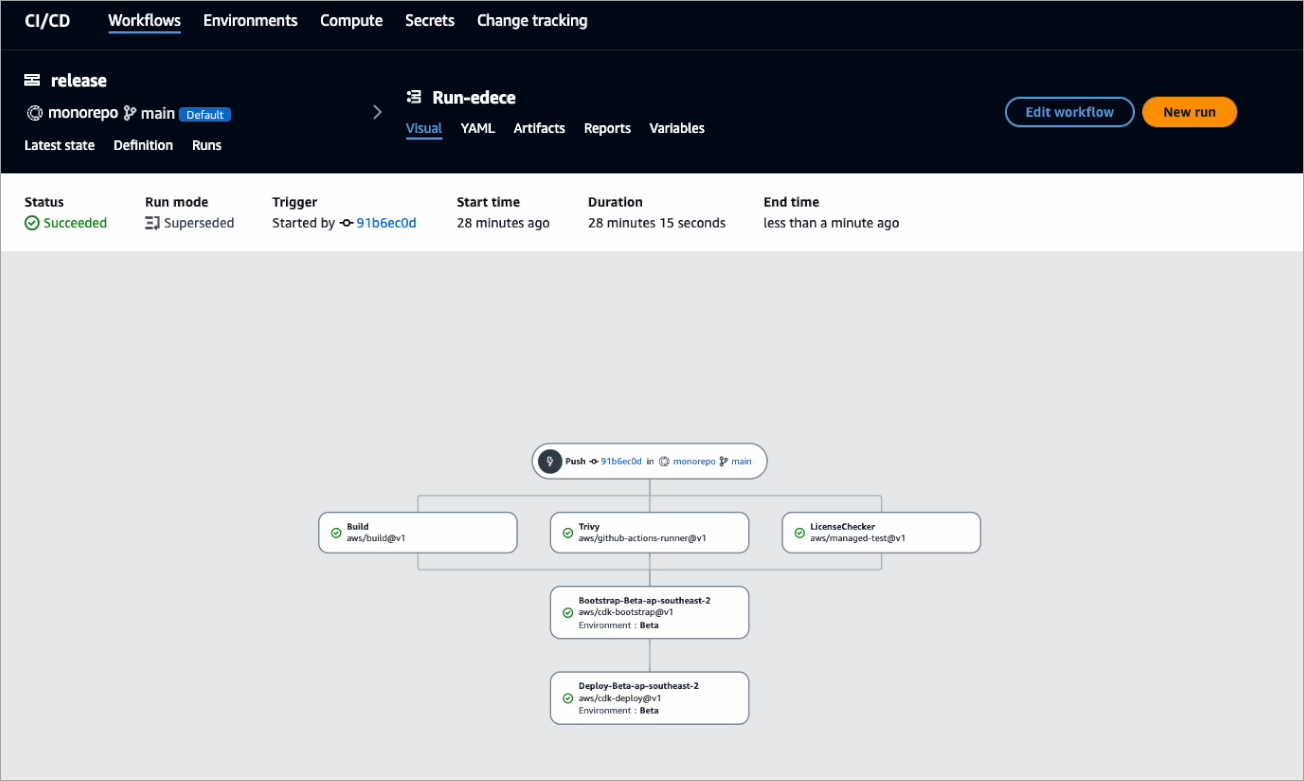 CI/CD Workflows Environments Compute Secrets Change tracking
release
monorepo main Default
Latest state Definition Runs
Run-edece
Visual YAML Artifacts Reports Variables
Edit workflow New run
Status Run mode Trigger Start time Duration End time
Succeeded Superseded Started by 91b6ec0d 28 minutes ago 28 minutes 15 seconds less than a minute ago
Push 91b6ec0d in monorepo main
Build
aws/build@v1
Trivy
aws/github-actions-runner@v1
LicenseChecker
aws/managed-test@v1
Bootstrap-Beta-ap-southeast-2
aws/cdk-bootstrap@v1
Environment : Beta
Deploy-Beta-ap-southeast-2
aws/cdk-deploy@v1
Environment : Beta